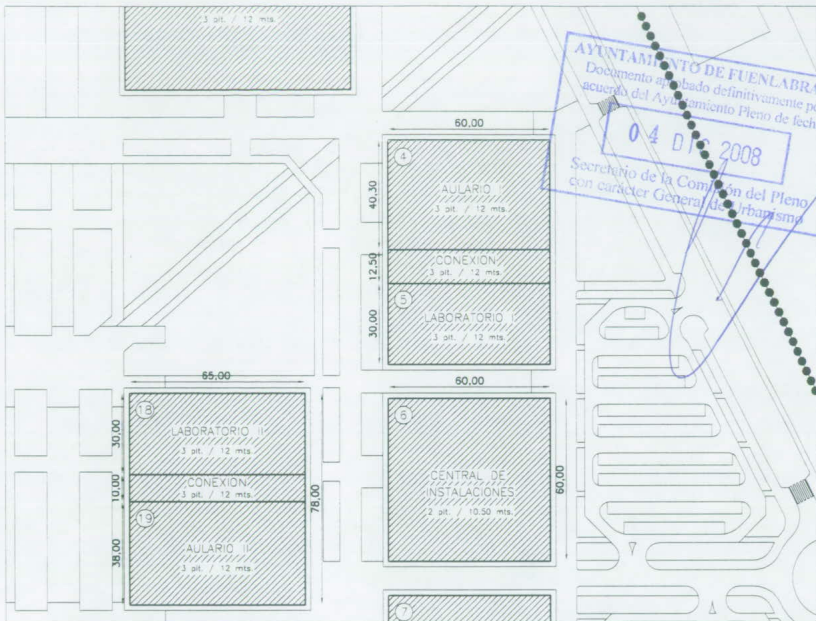 3 plt. / 12 mts.
AYUNTAMIENTO DE FUENLABRA
Documento aprobado definitivamente po
acuerdo del Ayuntamiento Pleno de fech
04 DIC 2008
Secretario de la Comisión del Pleno
con carácter General de Urbanismo
60,00
4
AULARIO I
3 plt. / 12 mts.
40,30
CONEXION
3 plt. / 12 mts.
12,50
5
LABORATORIO I
3 plt. / 12 mts.
30,00
65,00
18
LABORATORIO II
3 plt. / 12 mts.
30,00
CONEXION
3 plt. / 12 mts.
10,00
19
AULARIO II
3 plt. / 12 mts.
38,00
78,00
60,00
6
CENTRAL DE
INSTALACIONES
2 plt. / 10.50 mts.
60,00
7